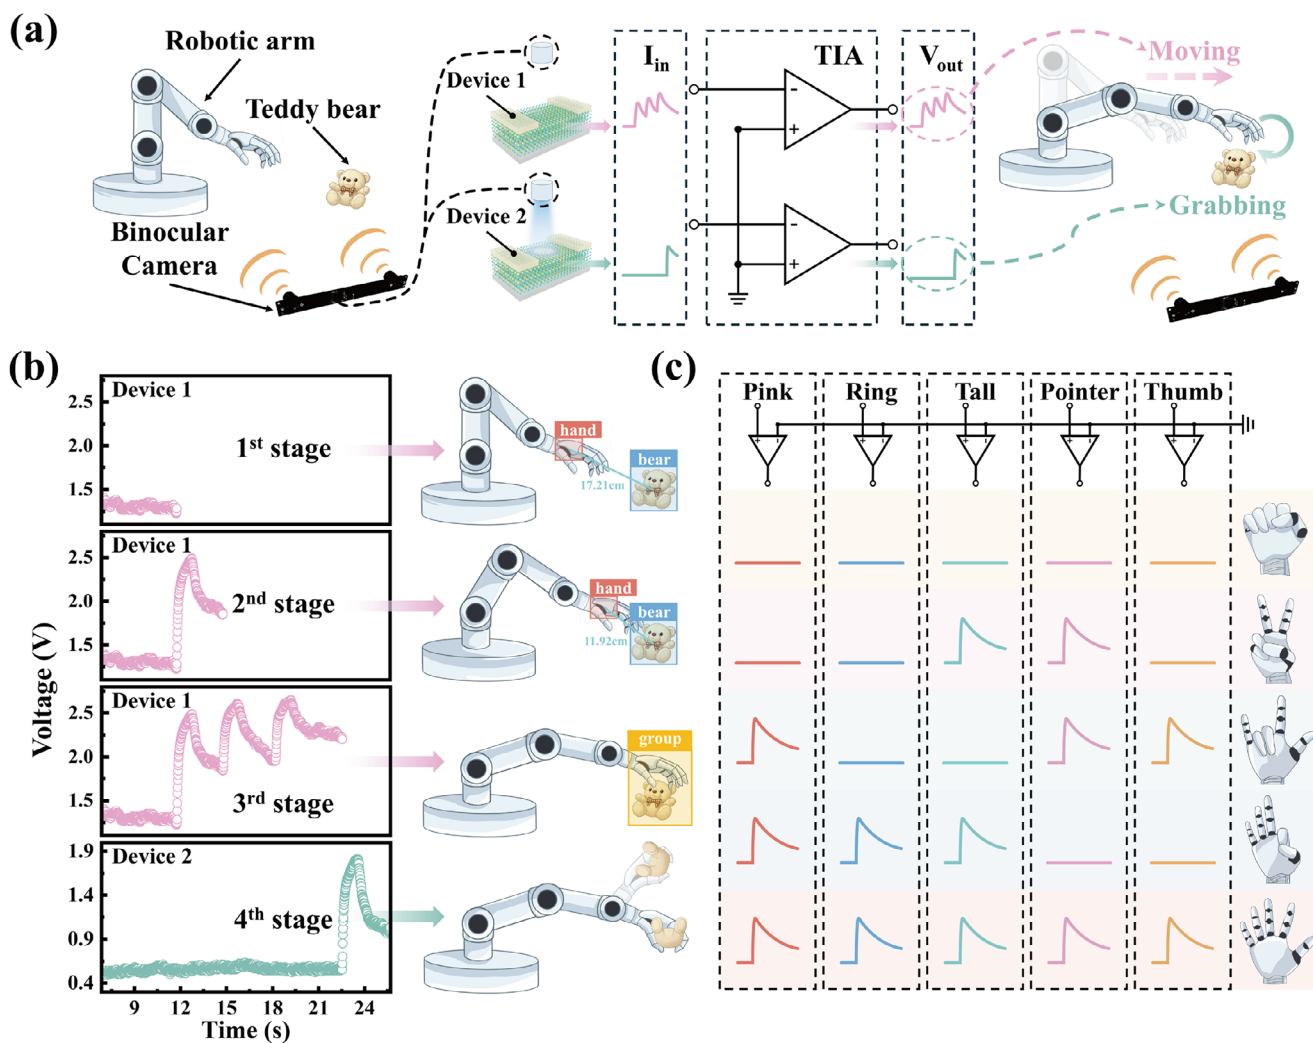 (a)
Robotic arm
Teddy bear
Binocular
Camera
Device 1
Device 2
I_in
TIA
V_out
-
+
-
+
Moving
Grabbing
(b)
Voltage (V)
Device 1
2.5
2.0
1.5
1st stage
hand
bear
17.21cm
Device 1
2.5
2.0
1.5
2nd stage
hand
bear
11.92cm
Device 1
2.5
2.0
1.5
3rd stage
group
Device 2
1.9
1.4
0.9
0.4
4th stage
9 12 15 18 21 24
Time (s)
(c)
Pink Ring Tall Pointer Thumb
+ - + - + - + - + -